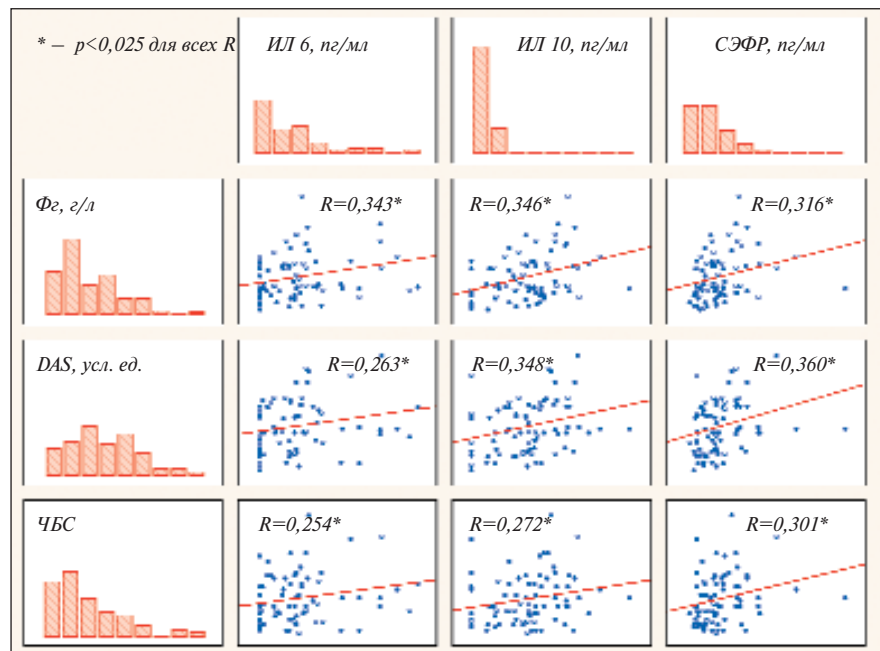 * – p<0,025 для всех R
ИЛ 6, пг/мл
ИЛ 10, пг/мл
СЭФР, пг/мл
Фг, г/л
R=0,343*
R=0,346*
R=0,316*
DAS, усл. ед.
R=0,263*
R=0,348*
R=0,360*
ЧБС
R=0,254*
R=0,272*
R=0,301*